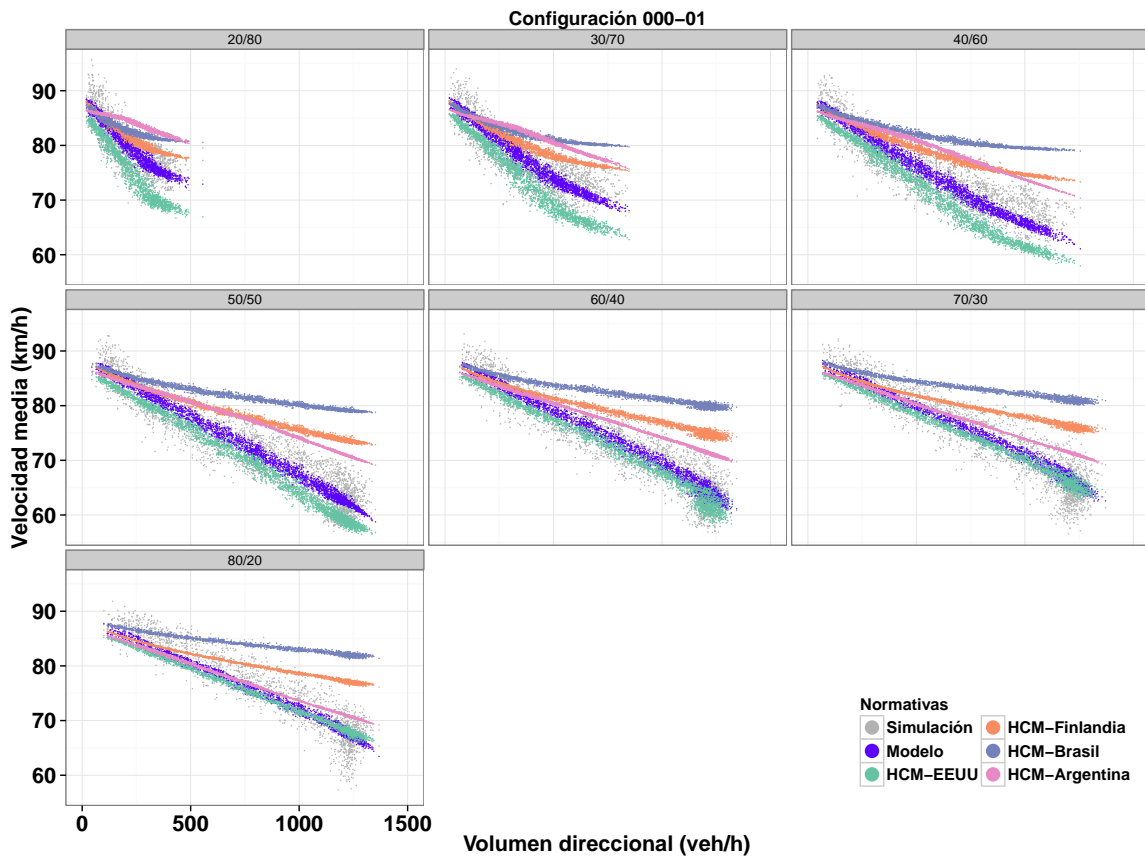 Configuración 000−01
20/80
30/70
40/60
90
80
70
60
50/50
60/40
70/30
90
80
70
60
80/20
90
80
70
60
0
500
1000
1500
Velocidad media (km/h)
Volumen direccional (veh/h)
Normativas
Simulación
HCM−Finlandia
Modelo
HCM−Brasil
HCM−EEUU
HCM−Argentina